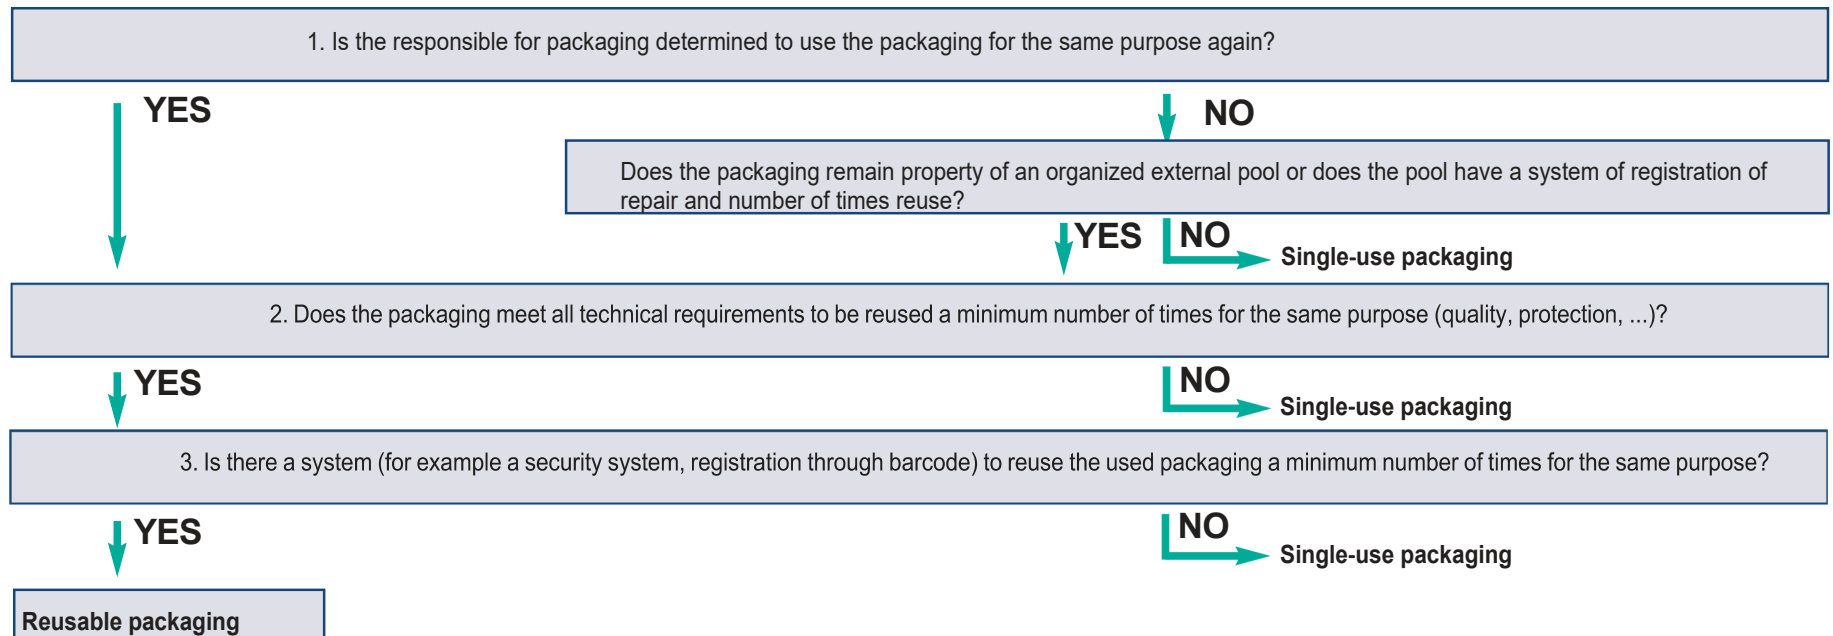 1. Is the responsible for packaging determined to use the packaging for the same purpose again?
YES
NO
Does the packaging remain property of an organized external pool or does the pool have a system of registration of
repair and number of times reuse?
YES
NO
Single-use packaging
2. Does the packaging meet all technical requirements to be reused a minimum number of times for the same purpose (quality, protection, ...)?
YES
NO
Single-use packaging
3. Is there a system (for example a security system, registration through barcode) to reuse the used packaging a minimum number of times for the same purpose?
YES
NO
Single-use packaging
Reusable packaging